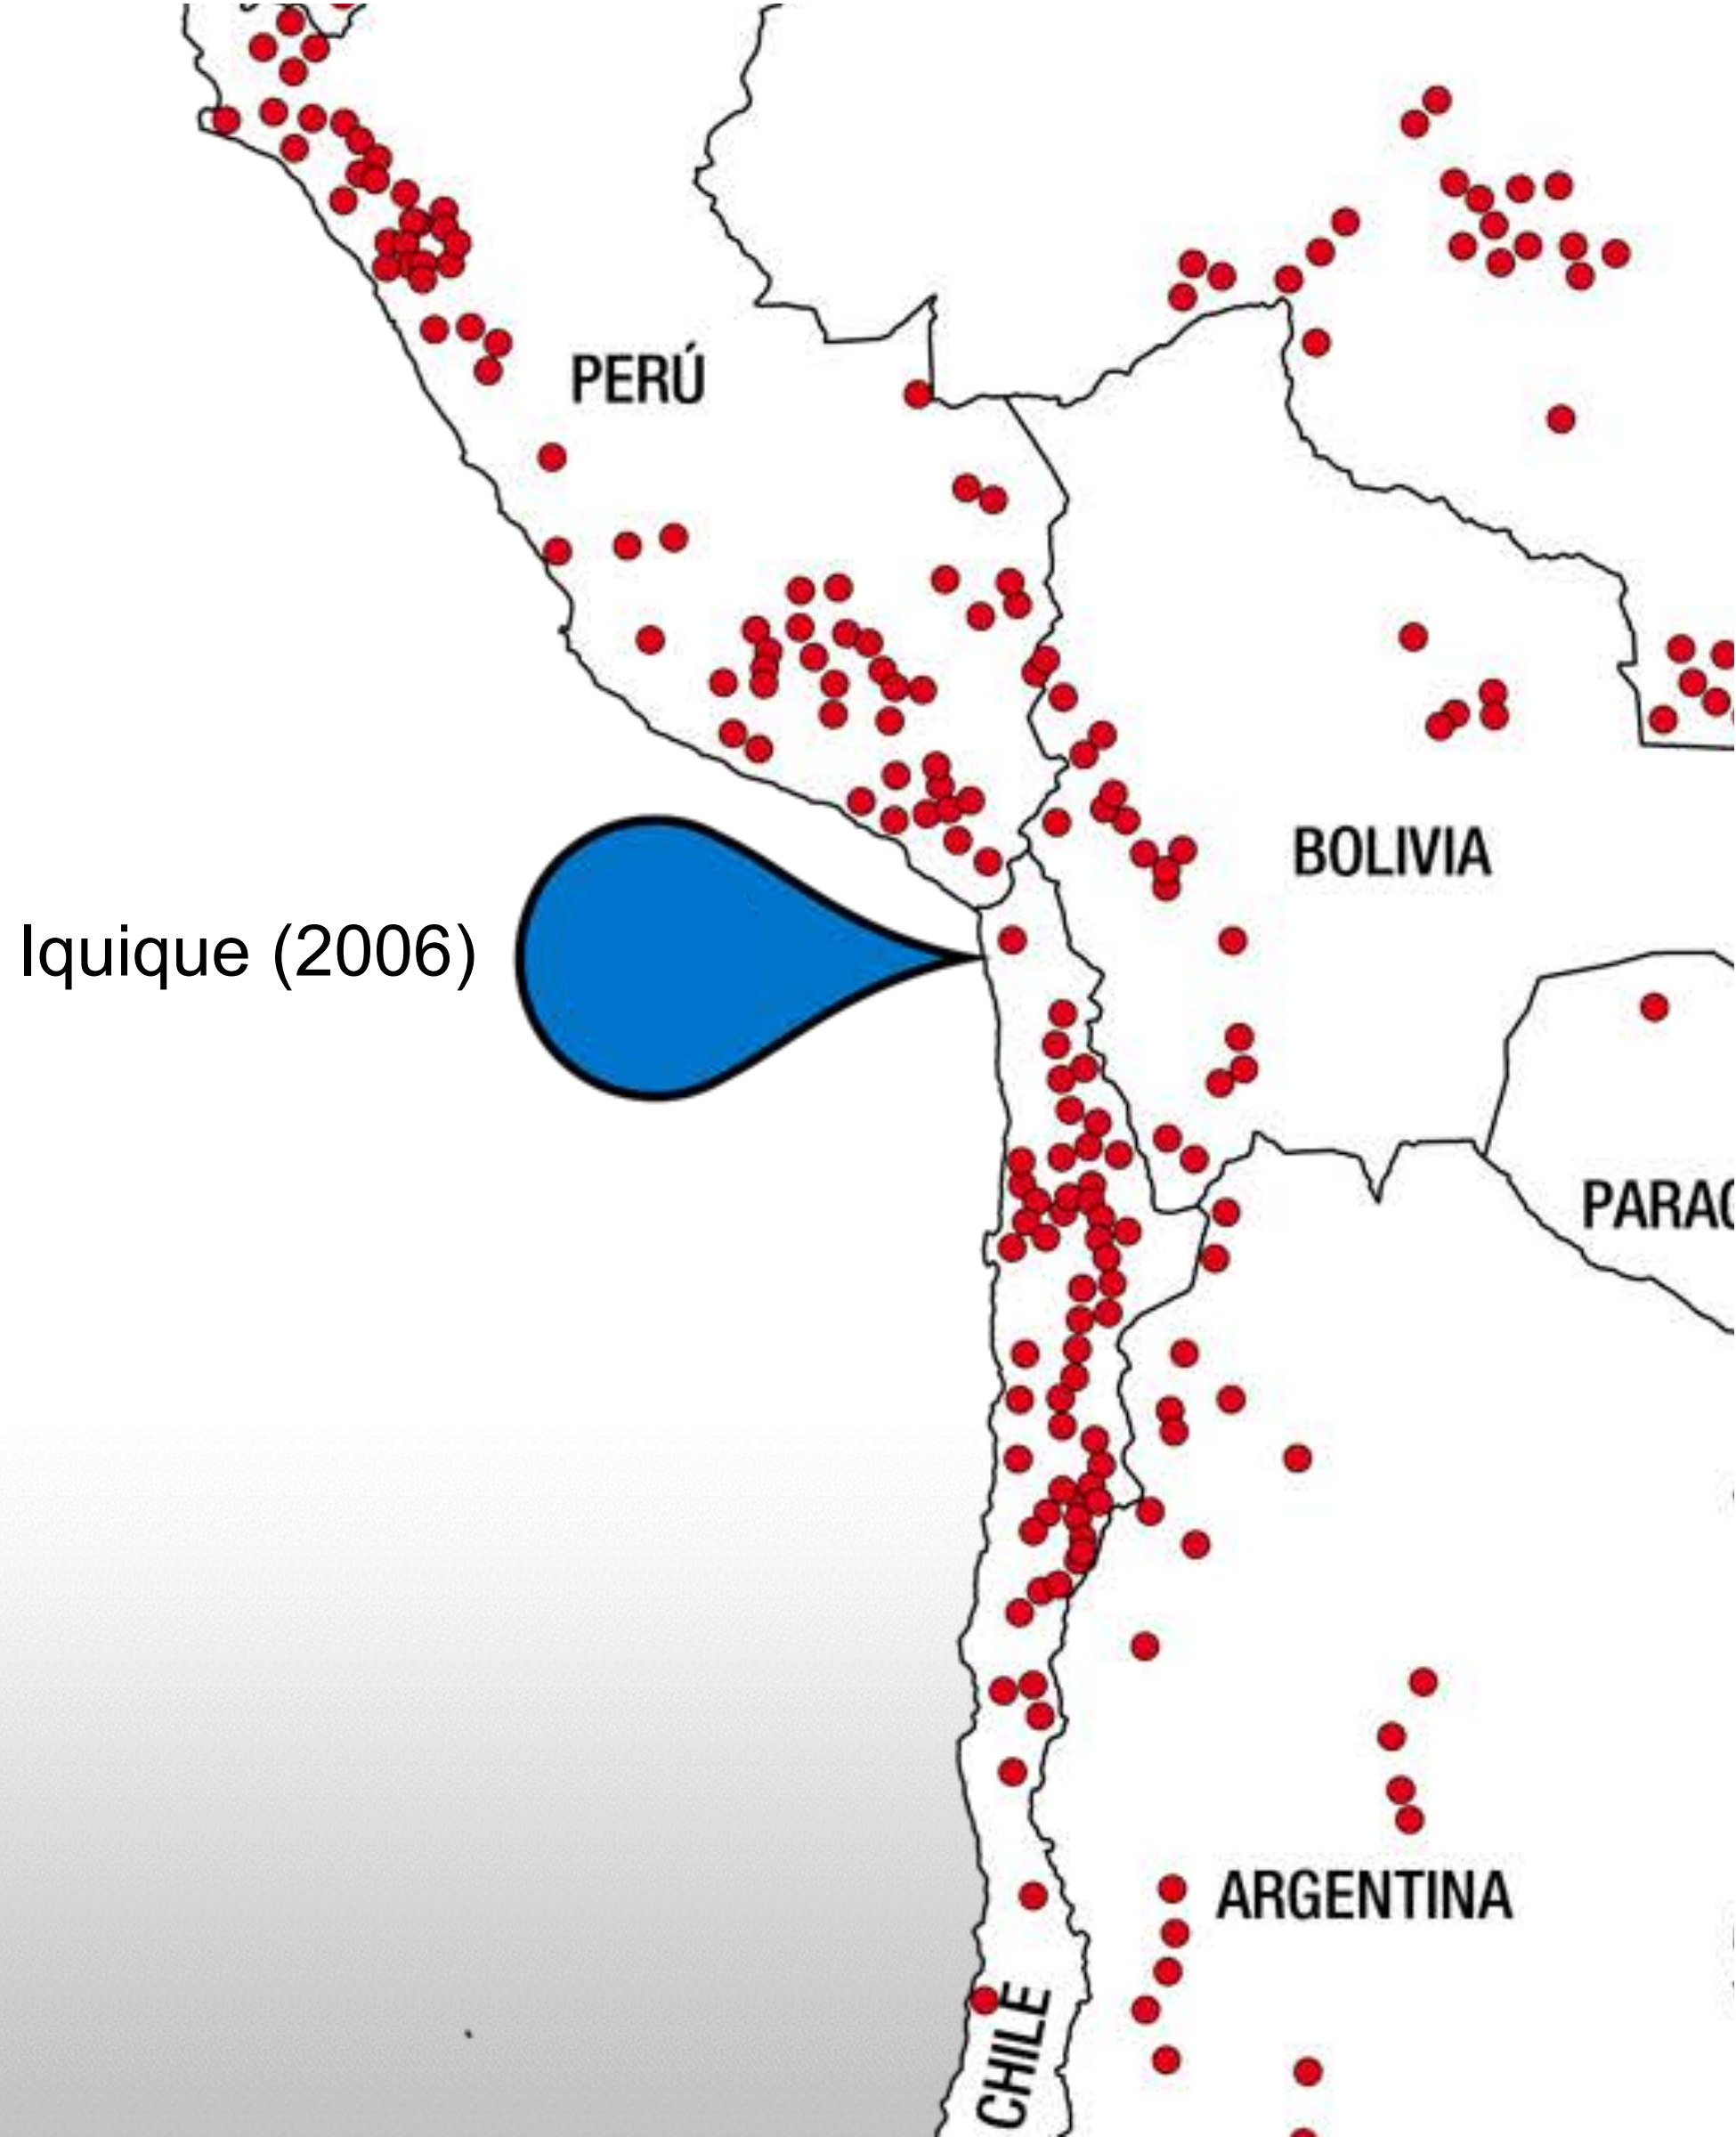 PERÚ
BOLIVIA
Iquique (2006)
PARAG
ARGENTINA
CHILE